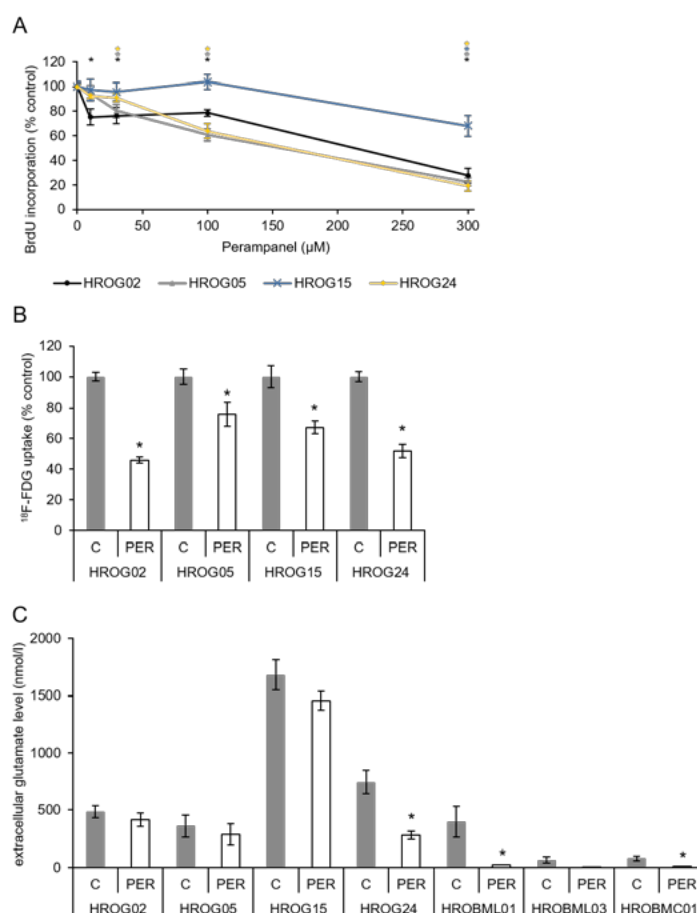 A
* * * *
120
100
80
60
40
20
0
BrdU incorporation (% control)
0 50 100 150 200 250 300
Perampanel (µM)
HROG02 HROG05 HROG15 HROG24
B
120
100
80
60
40
20
0
¹⁸F-FDG uptake (% control)
* * * *
C PER C PER C PER C PER
HROG02 HROG05 HROG15 HROG24
C
2000
1500
1000
500
0
extracellular glutamate level (nmol/l)
* * *
C PER C PER C PER C PER C PER C PER C PER
HROG02 HROG05 HROG15 HROG24 HROBML01 HROBML03 HROBMC01